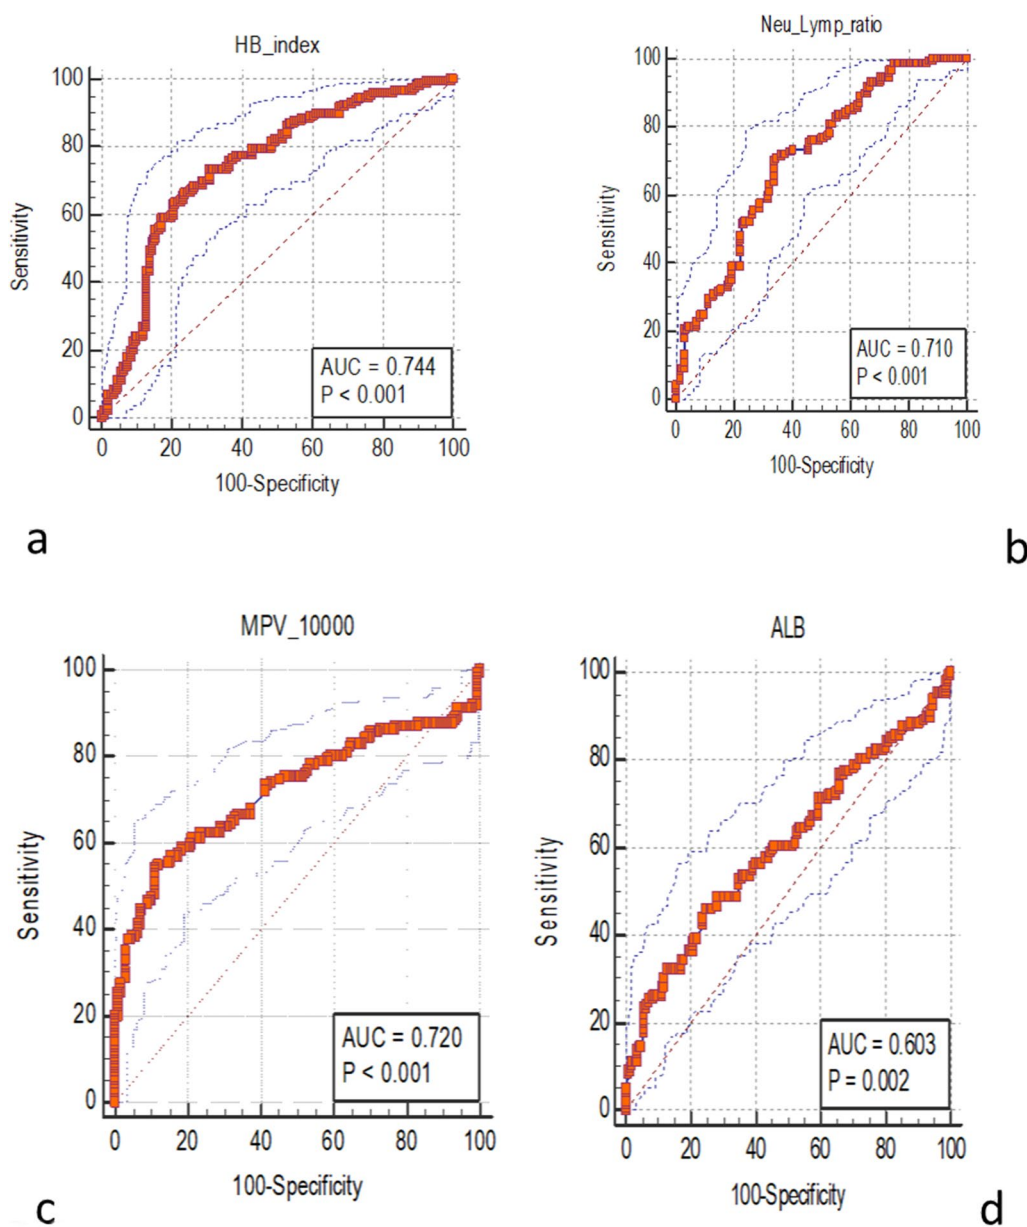 HB_index
100
80
60
40
20
0
Sensitivity
AUC = 0.744
P < 0.001
0 20 40 60 80 100
100-Specificity
a
Neu_Lymp_ratio
100
80
60
40
20
0
Sensitivity
AUC = 0.710
P < 0.001
0 20 40 60 80 100
100-Specificity
b
MPV_10000
100
80
60
40
20
0
Sensitivity
AUC = 0.720
P < 0.001
0 20 40 60 80 100
100-Specificity
c
ALB
100
80
60
40
20
0
Sensitivity
AUC = 0.603
P = 0.002
0 20 40 60 80 100
100-Specificity
d